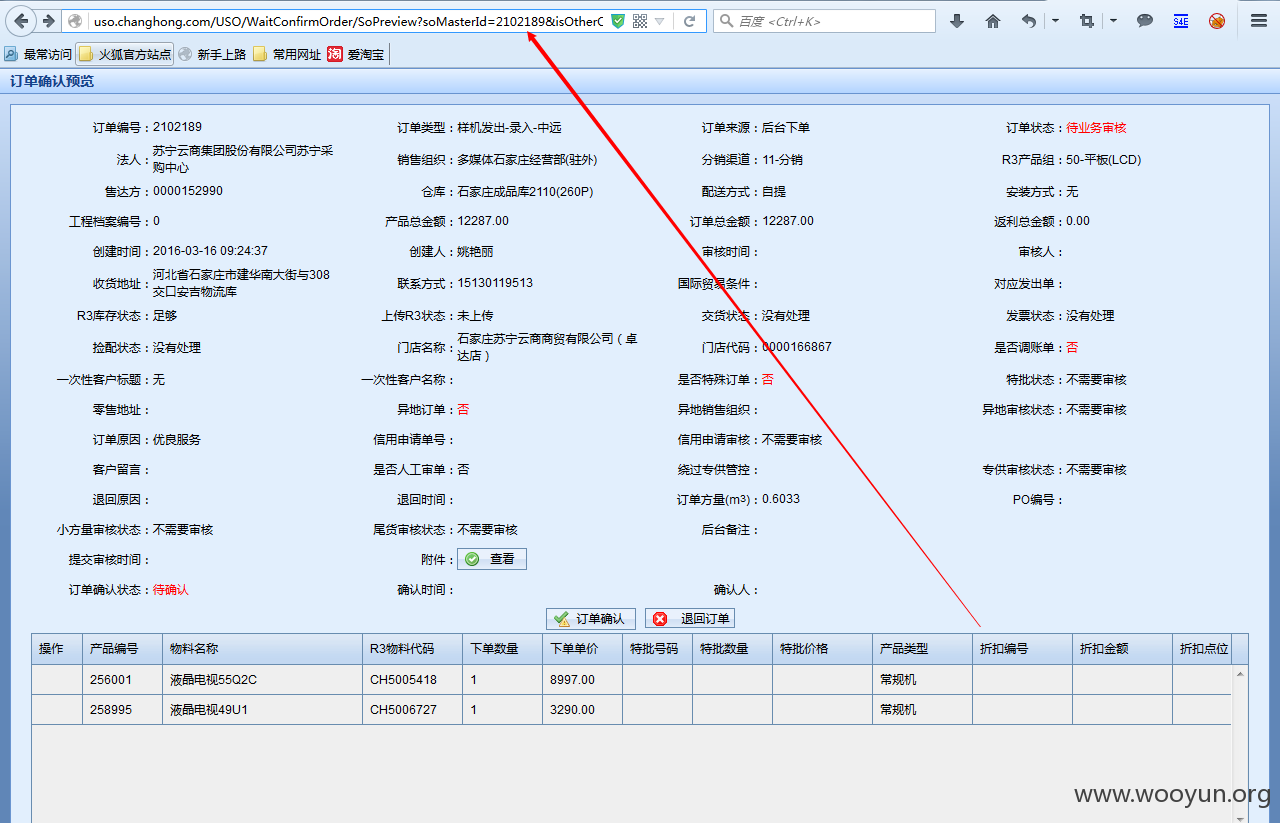 uso.changhong.com/USO/WaitConfirmOrder/SoPreview?soMasterId=2102189&isOtherO
百度 <Ctrl+K>
S4E
最常访问 火狐官方站点 新手上路 常用网址 淘 爱淘宝
订单确认预览
订单编号：2102189 订单类型：样机发出-录入-中远 订单来源：后台下单 订单状态：待业务审核
法人：苏宁云商集团股份有限公司苏宁采购中心 销售组织：多媒体石家庄经营部(驻外) 分销渠道：11-分销 R3产品组：50-平板(LCD)
售达方：0000152990 仓库：石家庄成品库2110(260P) 配送方式：自提 安装方式：无
工程档案编号：0 产品总金额：12287.00 订单总金额：12287.00 返利总金额：0.00
创建时间：2016-03-16 09:24:37 创建人：姚艳丽 审核时间： 审核人：
收货地址：河北省石家庄市建华南大街与308交口安吉物流库 联系方式：15130119513 国际贸易条件： 对应发出单：
R3库存状态：足够 上传R3状态：未上传 交货状态：没有处理 发票状态：没有处理
捡配状态：没有处理 门店名称：石家庄苏宁云商商贸有限公司（卓达店） 门店代码：0000166867 是否调账单：否
一次性客户标题：无 一次性客户名称： 是否特殊订单：否 特批状态：不需要审核
零售地址： 异地订单：否 异地销售组织： 异地审核状态：不需要审核
订单原因：优良服务 信用申请单号： 信用申请审核：不需要审核
客户留言： 是否人工审单：否 绕过专供管控： 专供审核状态：不需要审核
退回原因： 退回时间： 订单方量(m³)：0.6033 PO编号：
小方量审核状态：不需要审核 尾货审核状态：不需要审核 后台备注：
提交审核时间： 附件： 查看
订单确认状态：待确认 确认时间： 确认人：
订单确认 退回订单
操作 产品编号 物料名称 R3物料代码 下单数量 下单单价 特批号码 特批数量 特批价格 产品类型 折扣编号 折扣金额 折扣点位
256001 液晶电视55Q2C CH5005418 1 8997.00 常规机
258995 液晶电视49U1 CH5006727 1 3290.00 常规机
www.wooyun.org